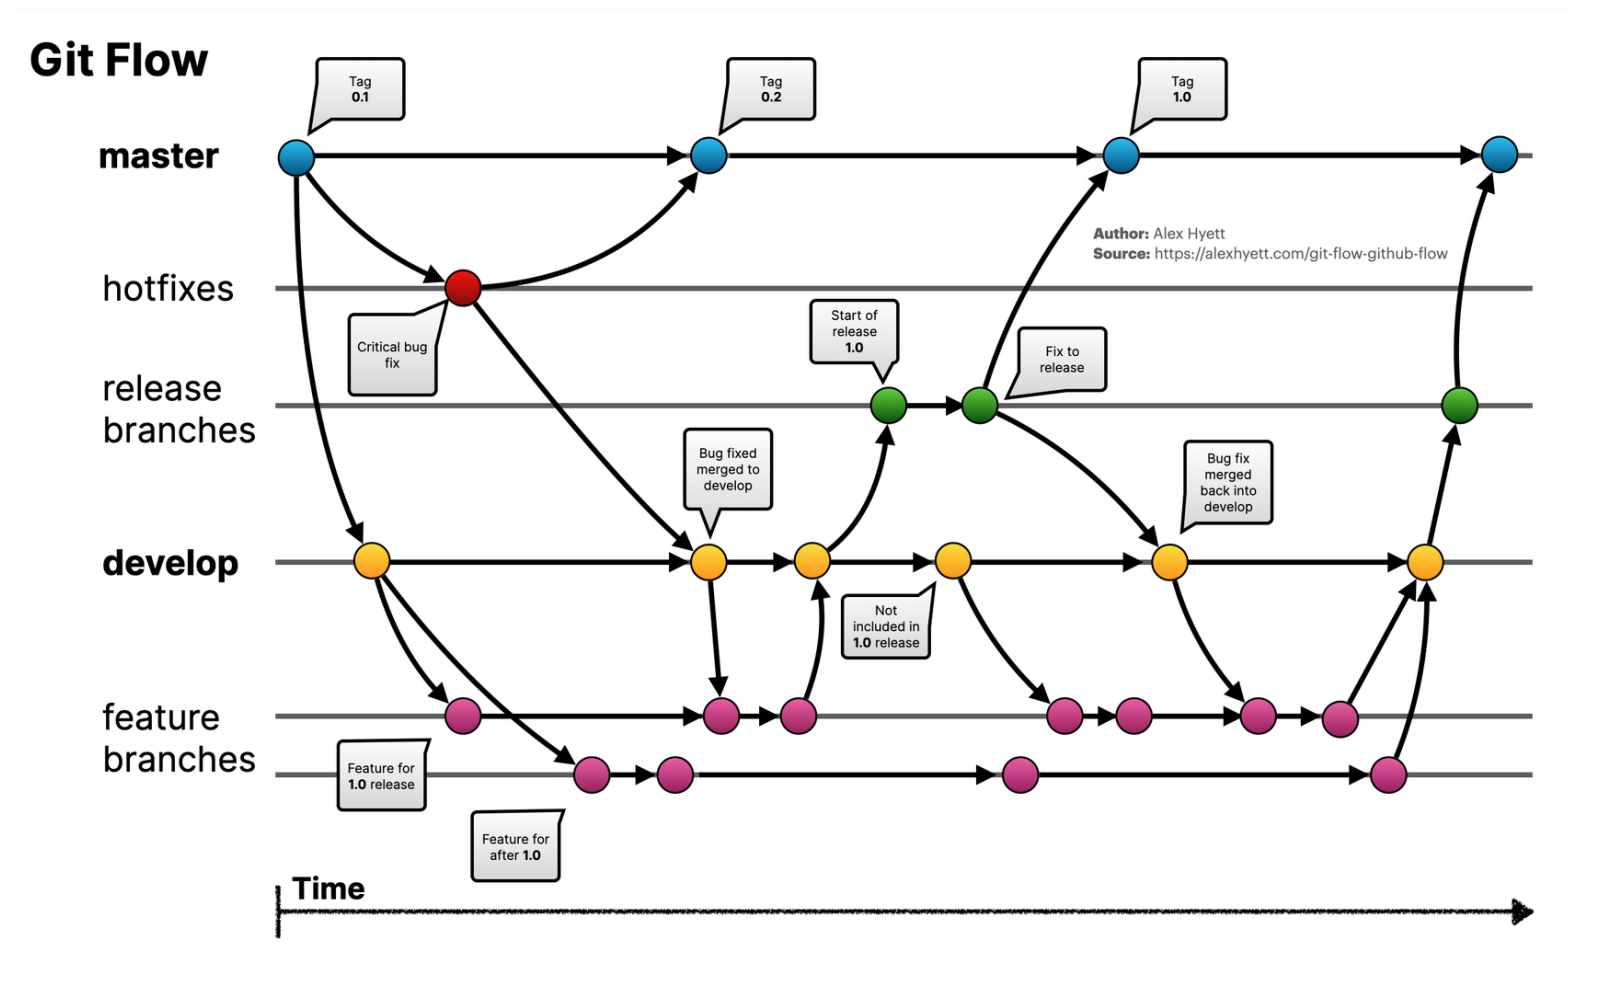 Git Flow
Tag
0.1
Tag
0.2
Tag
1.0
master
Author: Alex Hyett
Source: https://alexhyett.com/git-flow-github-flow
hotfixes
Critical bug
fix
Start of
release
1.0
Fix to
release
release
branches
Bug fixed
merged to
develop
Bug fix
merged
back into
develop
develop
Not
included in
1.0 release
feature
branches
Feature for
1.0 release
Feature for
after 1.0
Time